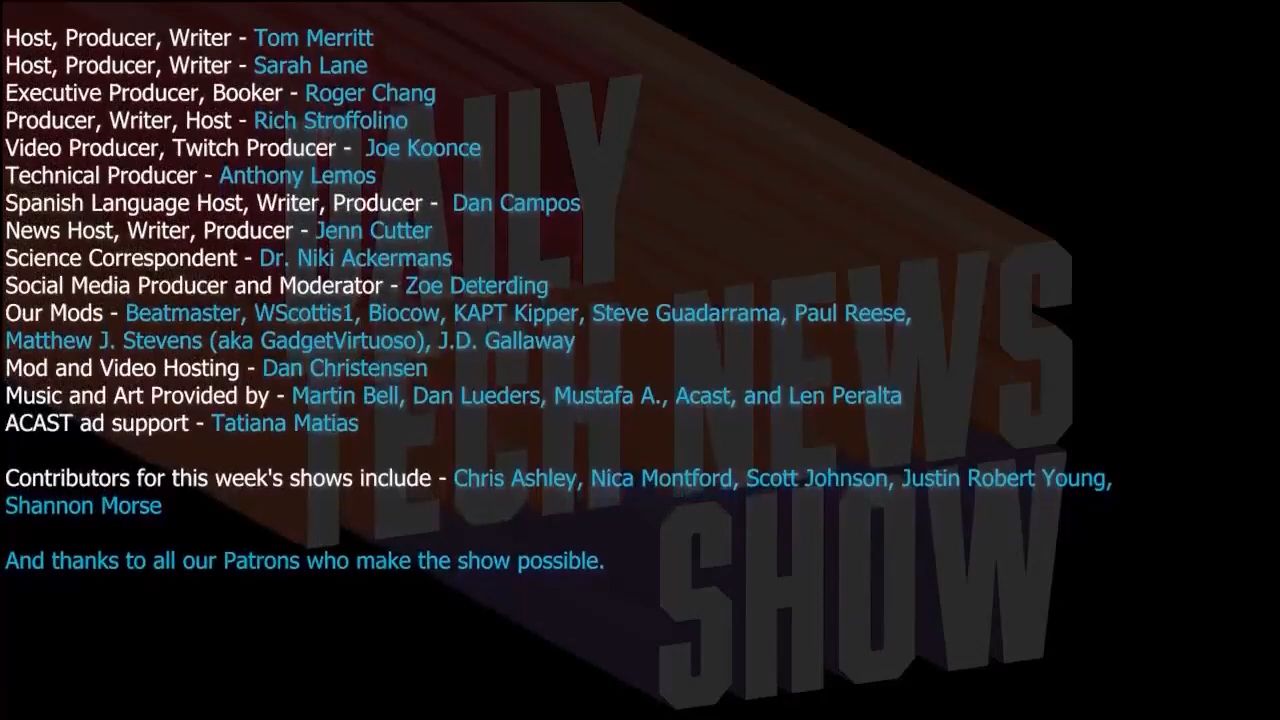 Host, Producer, Writer - Tom Merritt
Host, Producer, Writer - Sarah Lane
Executive Producer, Booker - Roger Chang
Producer, Writer, Host - Rich Stroffolino
Video Producer, Twitch Producer -  Joe Koonce
Technical Producer - Anthony Lemos
Spanish Language Host, Writer, Producer -  Dan Campos
News Host, Writer, Producer - Jenn Cutter
Science Correspondent - Dr. Niki Ackermans
Social Media Producer and Moderator - Zoe Deterding
Our Mods - Beatmaster, WScottis1, Biocow, KAPT Kipper, Steve Guadarrama, Paul Reese,
Matthew J. Stevens (aka GadgetVirtuoso), J.D. Gallaway
Mod and Video Hosting - Dan Christensen
Music and Art Provided by - Martin Bell, Dan Lueders, Mustafa A., Acast, and Len Peralta
ACAST ad support - Tatiana Matias
Contributors for this week's shows include - Chris Ashley, Nica Montford, Scott Johnson, Justin Robert Young,
Shannon Morse
And thanks to all our Patrons who make the show possible.
DAILY
TECH NEWS
SHOW